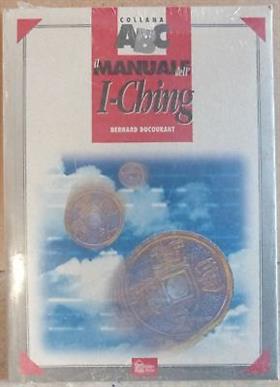 COLLANA
ABC
il MANUALE dell'
I-Ching
BERNARD DUCOURANT